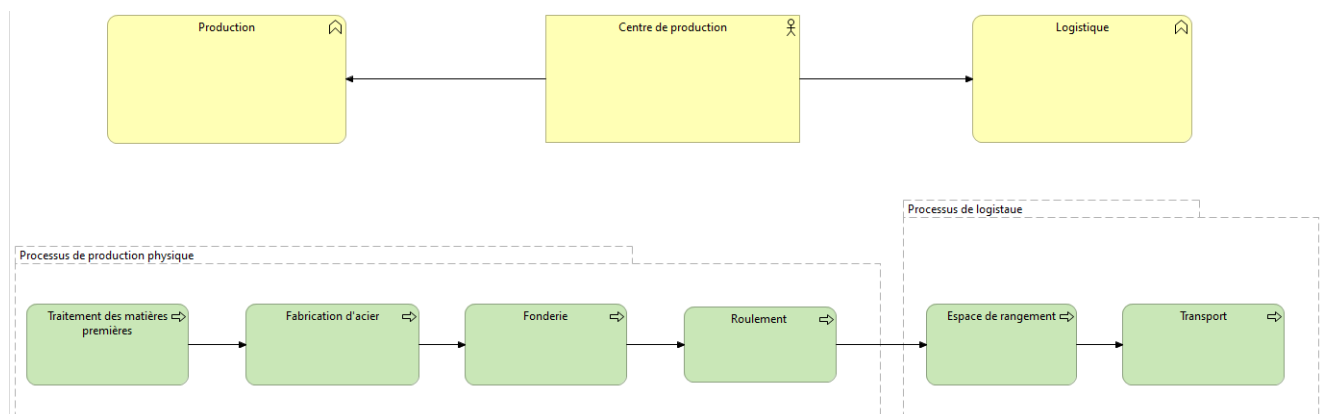 Production
Centre de production
Logistique
Processus de logistaue
Processus de production physique
Traitement des matières
premières
Fabrication d'acier
Fonderie
Roulement
Espace de rangement
Transport